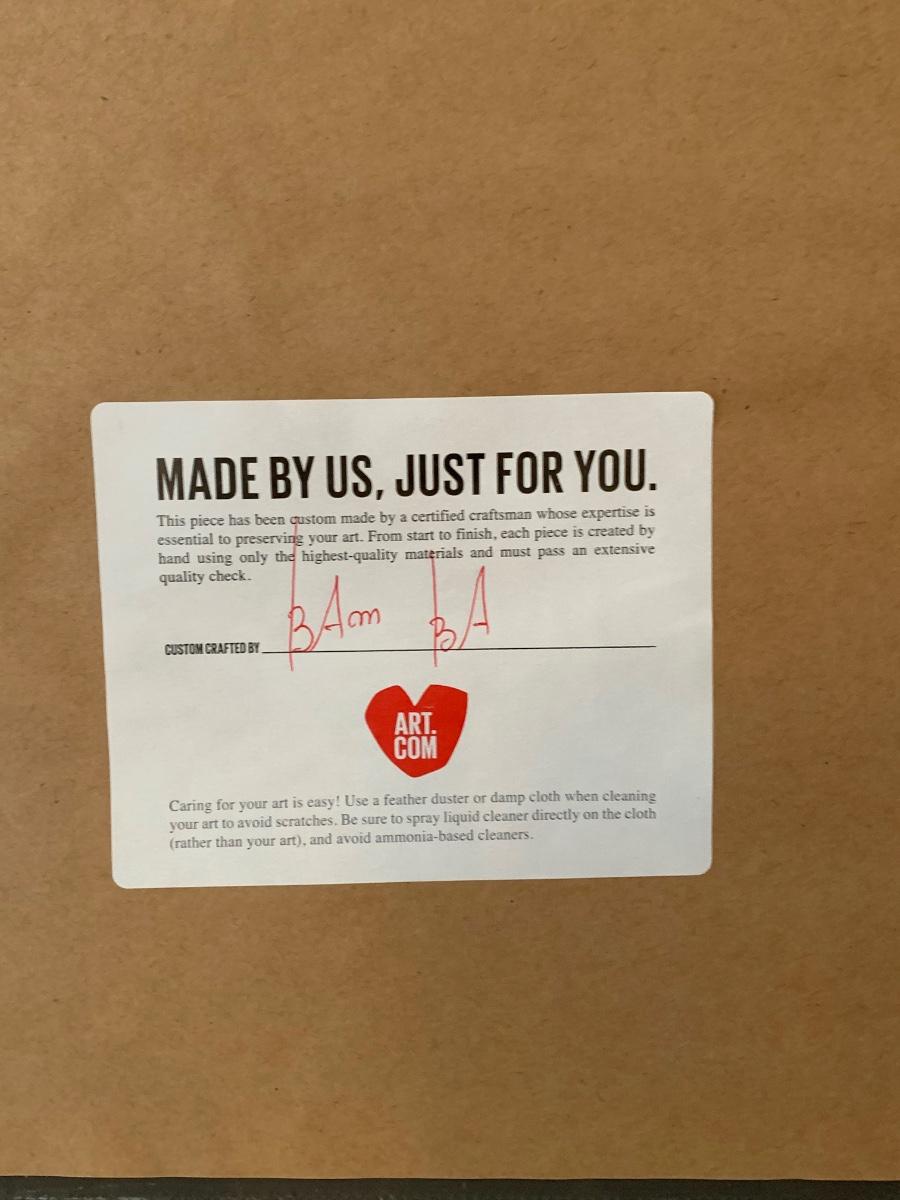 MADE BY US, JUST FOR YOU.
This piece has been custom made by a certified craftsman whose expertise is
essential to preserving your art. From start to finish, each piece is created by
hand using only the highest-quality materials and must pass an extensive
quality check.
CUSTOM CRAFTED BY BAm BA
ART.
COM
Caring for your art is easy! Use a feather duster or damp cloth when cleaning
your art to avoid scratches. Be sure to spray liquid cleaner directly on the cloth
(rather than your art), and avoid ammonia-based cleaners.